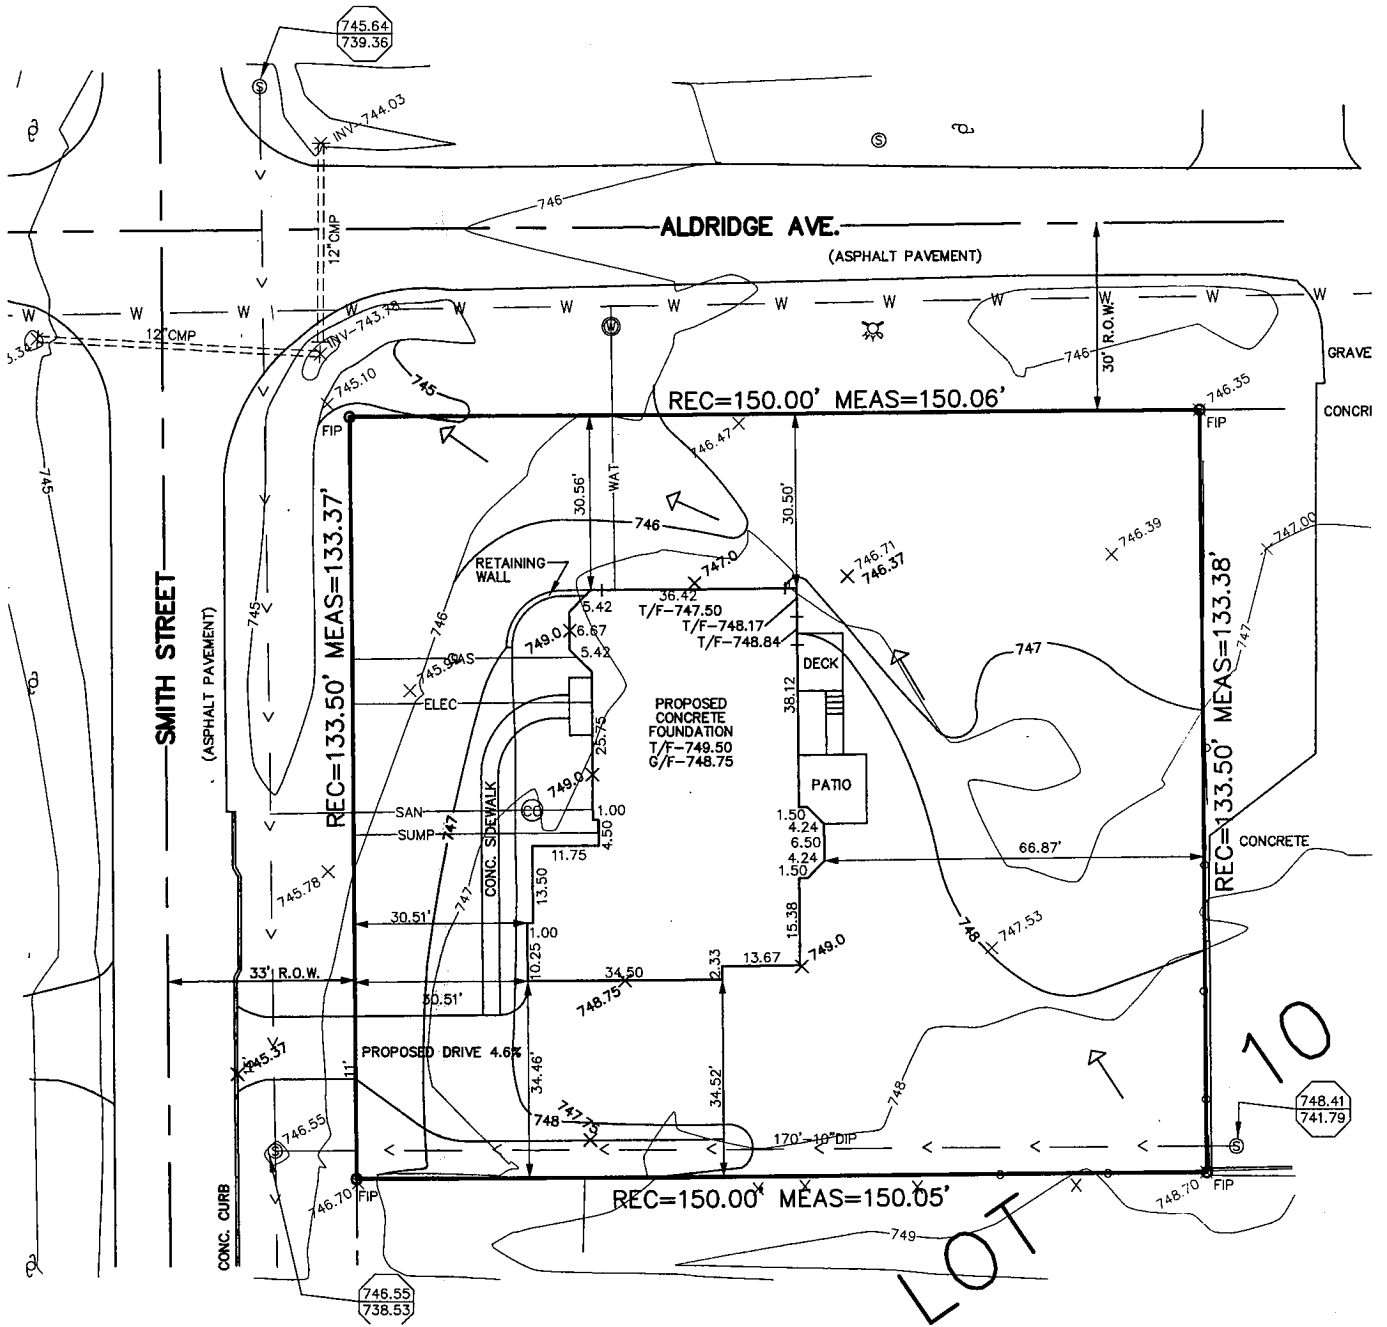 745.64
739.36
INV-744.03
12"CMP
746
ALDRIDGE AVE.
(ASPHALT PAVEMENT)
W W W W W W W W W W W W
12"CMP
INV-743.78
W
30' R.O.W.
746
GRAVE
CONCRI
745.10
745
REC=150.00' MEAS=150.06'
746.35
FIP
FIP
746.47
745
30.56'
WAT
30.50'
746
746.71
746.37
746.39
747.00
RETAINING
WALL
747.0
36.42
5.42
T/F-747.50
T/F-748.17
T/F-748.84
SMITH STREET
(ASPHALT PAVEMENT)
745
746
REC=133.50' MEAS=133.37'
749.0
6.67
5.42
GAS
ELEC
DECK
747
747
REC=133.50' MEAS=133.38'
PROPOSED
CONCRETE
FOUNDATION
T/F-749.50
G/F-748.75
38.12
25.75
749.0
PATIO
SAN
CO
1.00
SUMP
4.50
11.75
747
CONC. SIDEWALK
1.50
4.24
6.50
4.24
1.50
66.87'
CONCRETE
745.78
747
13.50
30.51'
1.00
10.25
15.38
748
747.53
749.0
13.67
2.33
34.50
748.75
33' R.O.W.
30.51'
745.37
PROPOSED DRIVE 4.6%
11'
34.46'
34.52'
748
747.75
748
10
748.41
741.79
746.55
S
170'-10"DIP
S
746.70
FIP
REC=150.00' MEAS=150.05'
748.70
FIP
CONC. CURB
749
LOT
746.55
738.53